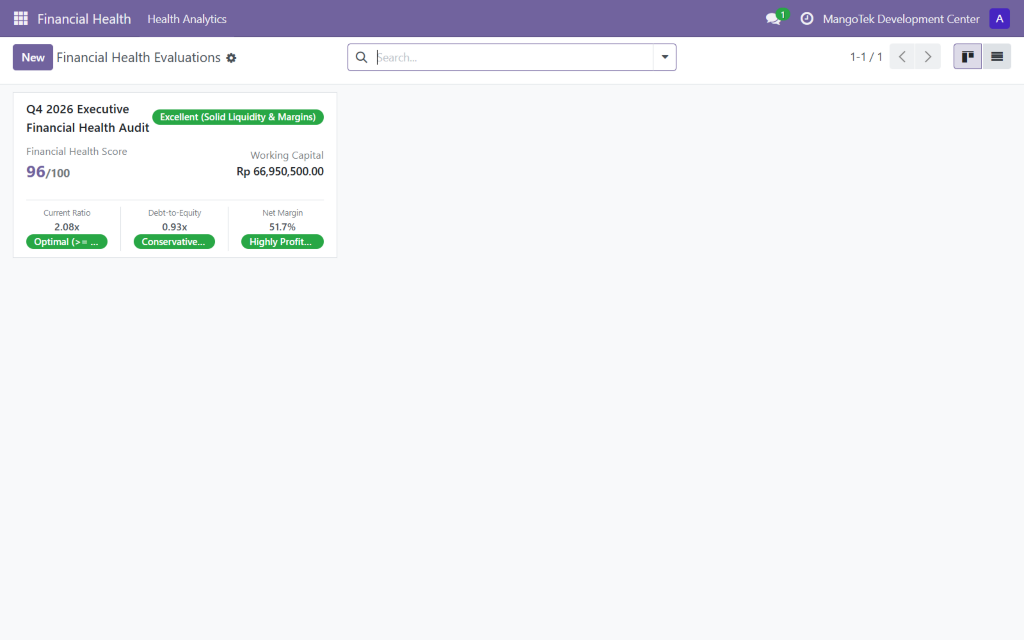 Financial Health
Health Analytics
1
MangoTek Development Center
A
New
Financial Health Evaluations
Search...
1-1 / 1
Q4 2026 Executive
Financial Health Audit
Excellent (Solid Liquidity & Margins)
Financial Health Score
96/100
Working Capital
Rp 66,950,500.00
Current Ratio
2.08x
Optimal (>= ...
Debt-to-Equity
0.93x
Conservative...
Net Margin
51.7%
Highly Profit...